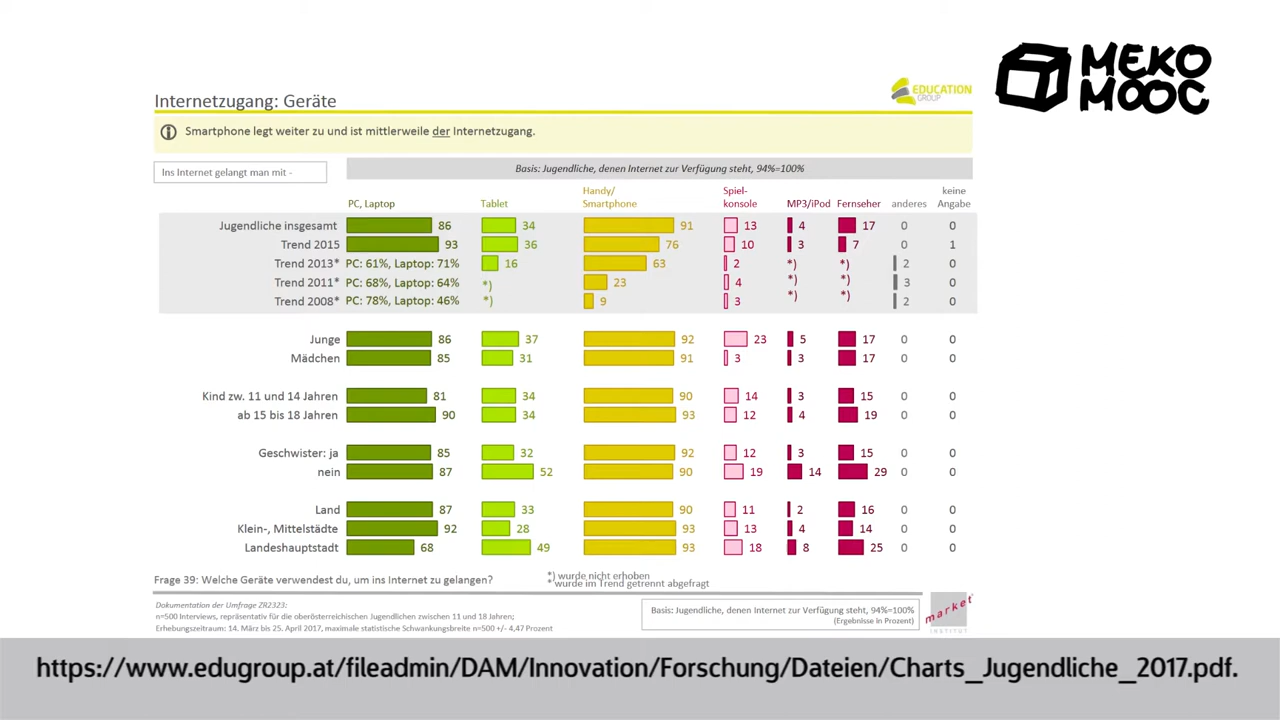 MEKO
MOOC
EDUCATION
GROUP
Internetzugang: Geräte
Smartphone legt weiter zu und ist mittlerweile der Internetzugang.
Ins Internet gelangt man mit -
Basis: Jugendliche, denen Internet zur Verfügung steht, 94%=100%
PC, Laptop Tablet Handy/ Smartphone Spiel- konsole MP3/iPod Fernseher anderes keine Angabe
Jugendliche insgesamt 86 34 91 13 4 17 0 0
Trend 2015 93 36 76 10 3 7 0 1
Trend 2013* PC: 61%, Laptop: 71% 16 63 2 *) *) 2 0
Trend 2011* PC: 68%, Laptop: 64% *) 23 4 *) *) 3 0
Trend 2008* PC: 78%, Laptop: 46% *) 9 3 *) *) 2 0
Junge 86 37 92 23 5 17 0 0
Mädchen 85 31 91 3 3 17 0 0
Kind zw. 11 und 14 Jahren 81 34 90 14 3 15 0 0
ab 15 bis 18 Jahren 90 34 93 12 4 19 0 0
Geschwister: ja 85 32 92 12 3 15 0 0
nein 87 52 90 19 14 29 0 0
Land 87 33 90 11 2 16 0 0
Klein-, Mittelstädte 92 28 93 13 4 14 0 0
Landeshauptstadt 68 49 93 18 8 25 0 0
Frage 39: Welche Geräte verwendest du, um ins Internet zu gelangen?
*) wurde nicht erhoben
* wurde im Trend getrennt abgefragt
Dokumentation der Umfrage ZR2323:
n=500 Interviews, repräsentativ für die oberösterreichischen Jugendlichen zwischen 11 und 18 Jahren;
Erhebungszeitraum: 14. März bis 25. April 2017, maximale statistische Schwankungsbreite n=500 +/- 4,47 Prozent
Basis: Jugendliche, denen Internet zur Verfügung steht, 94%=100%
(Ergebnisse in Prozent)
market
INSTITUT
https://www.edugroup.at/fileadmin/DAM/Innovation/Forschung/Dateien/Charts_Jugendliche_2017.pdf.